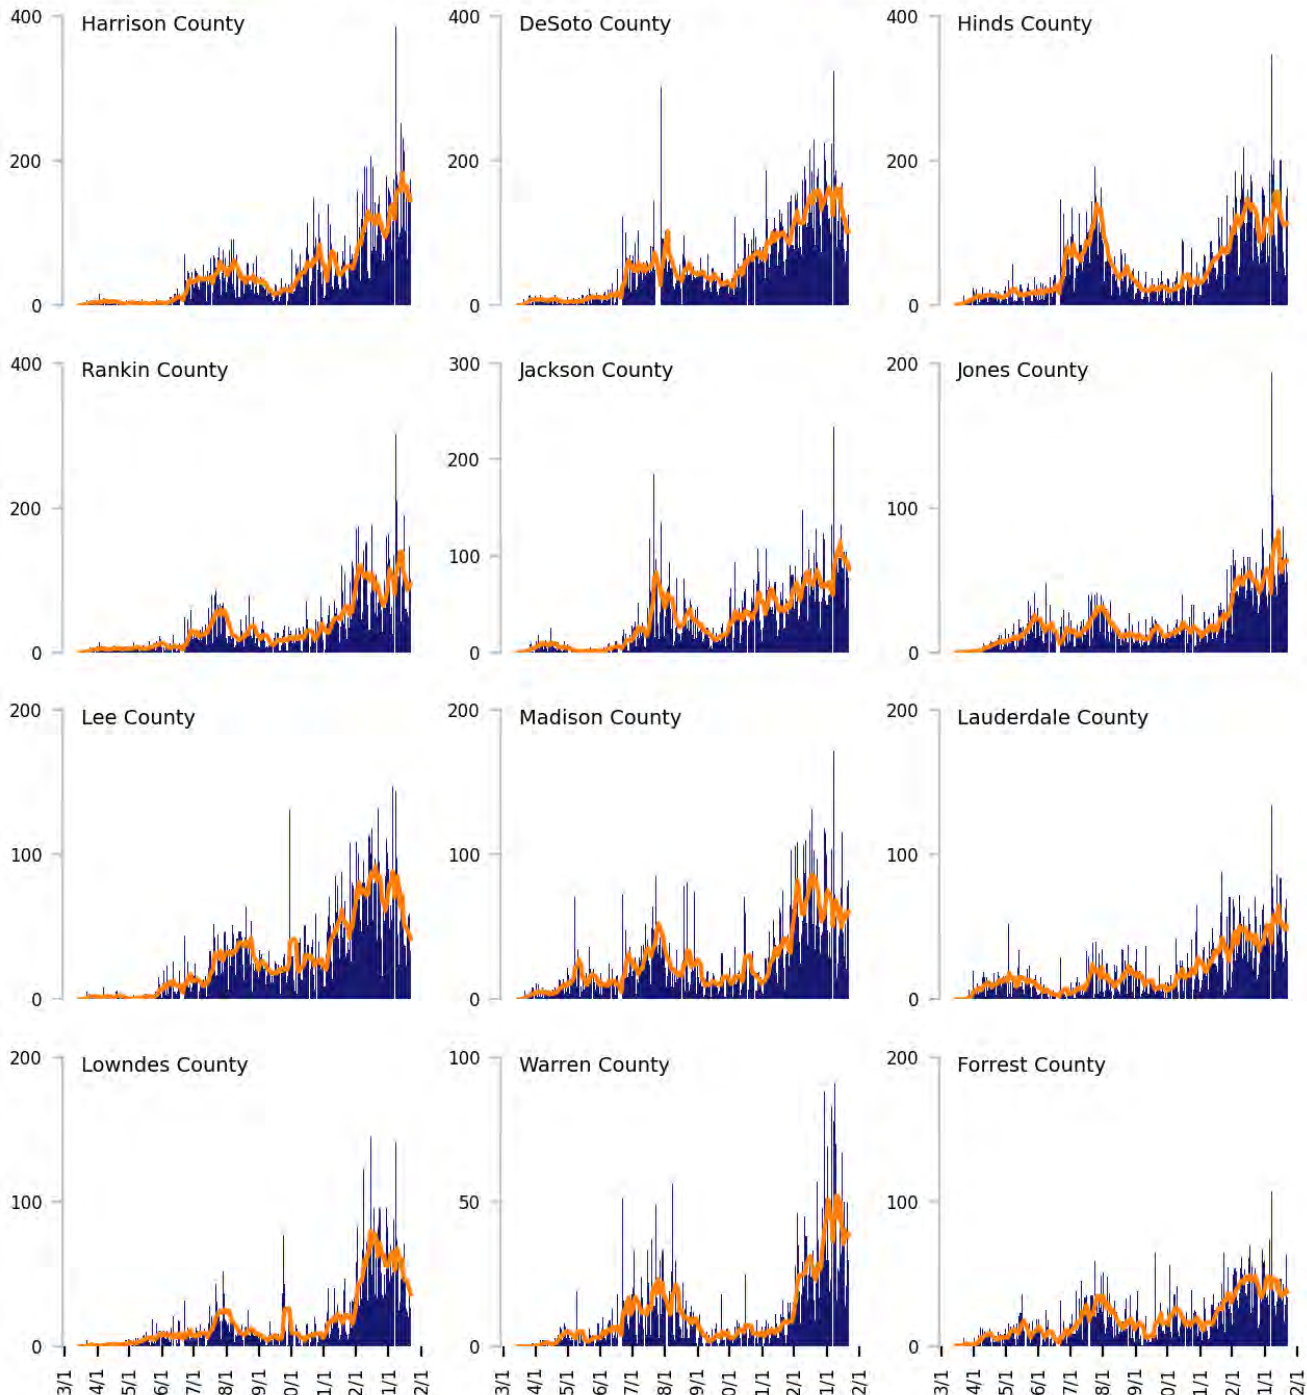 400 Harrison County 400 DeSoto County 400 Hinds County
200 200 200
0 0 0
400 Rankin County 300 Jackson County 200 Jones County
200 200 100
100
0 0 0
200 Lee County 200 Madison County 200 Lauderdale County
100 100 100
0 0 0
200 Lowndes County 100 Warren County 200 Forrest County
100 50 100
0 0 0
3/1 4/1 5/1 6/1 7/1 8/1 9/1 0/1 1/1 2/1 1/1 2/1 3/1 4/1 5/1 6/1 7/1 8/1 9/1 0/1 1/1 2/1 1/1 2/1 3/1 4/1 5/1 6/1 7/1 8/1 9/1 0/1 1/1 2/1 1/1 2/1